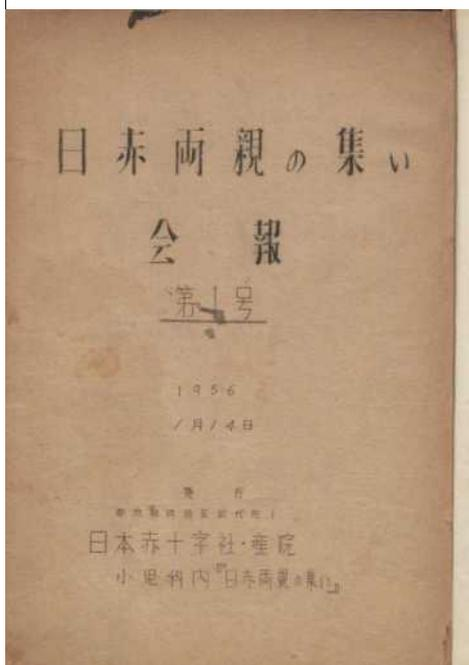 日赤両親の集い
会報
第1号
1956
1月14日
発行
日本赤十字社・産院
小児科内『日赤両親の集い』